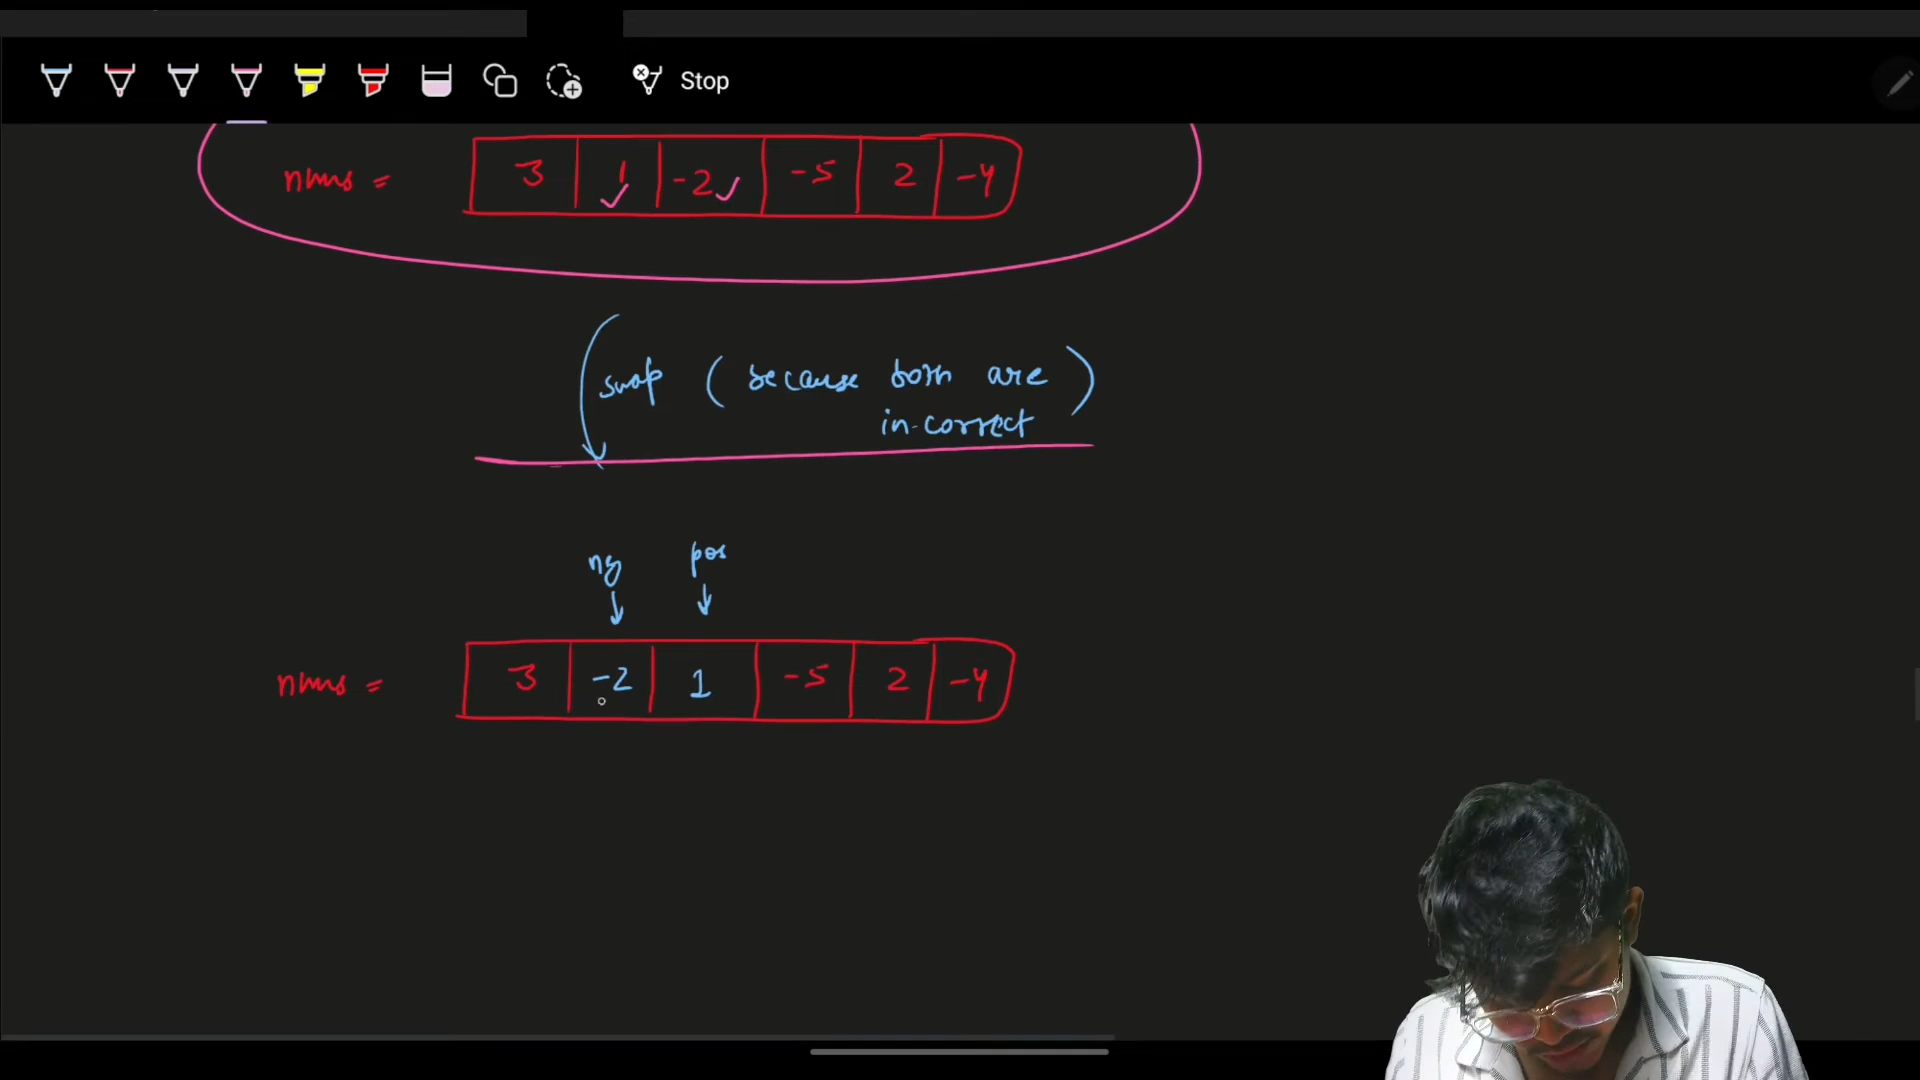 Stop
nums = 3 1 -2 -5 2 -4
swap ( because both are )
in-correct
neg pos
nums = 3 -2 1 -5 2 -4